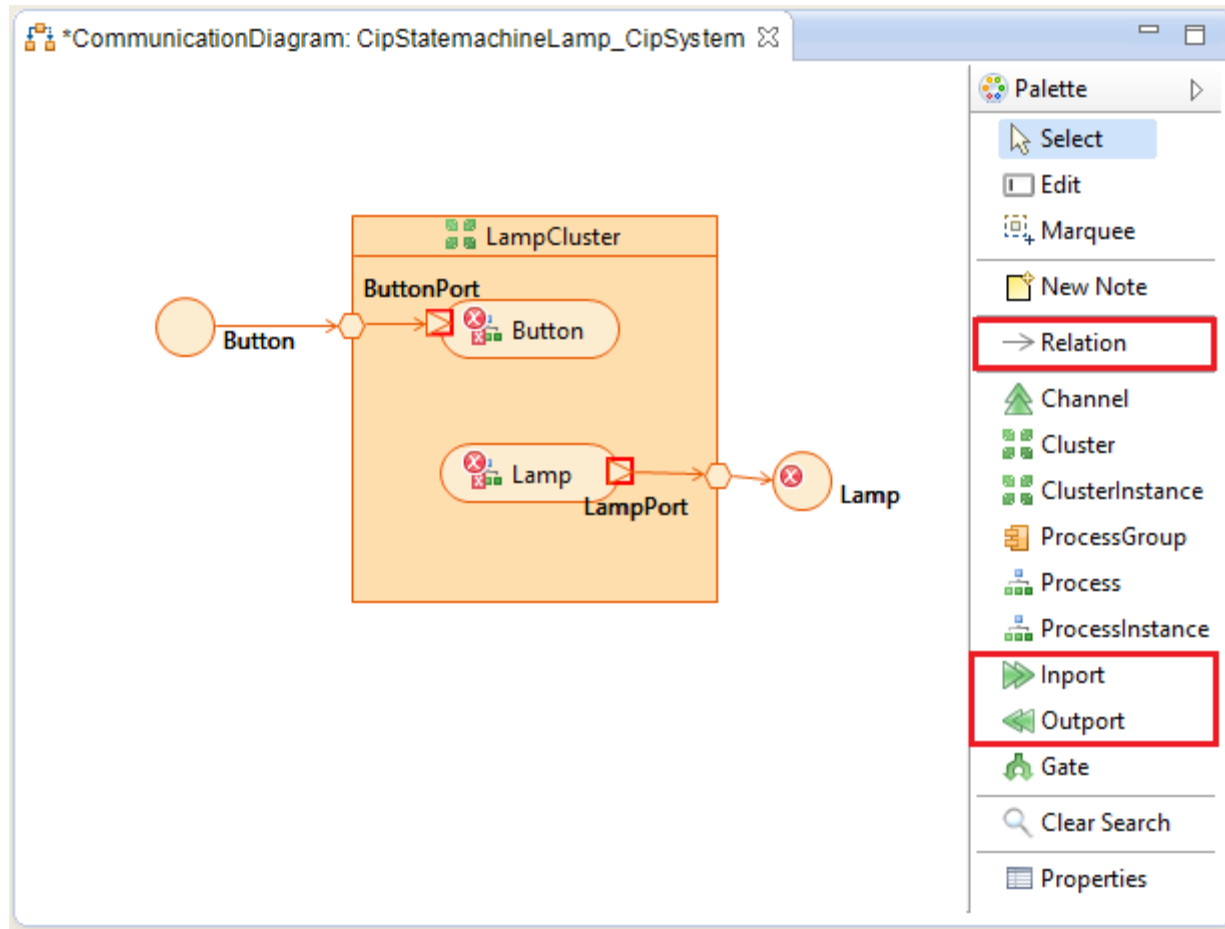 *CommunicationDiagram: CipStatemachineLamp_CipSystem
Palette
Select
Edit
Marquee
New Note
Relation
Channel
Cluster
ClusterInstance
ProcessGroup
Process
ProcessInstance
Inport
Outport
Gate
Clear Search
Properties
LampCluster
ButtonPort
Button
Button
Lamp
LampPort
Lamp